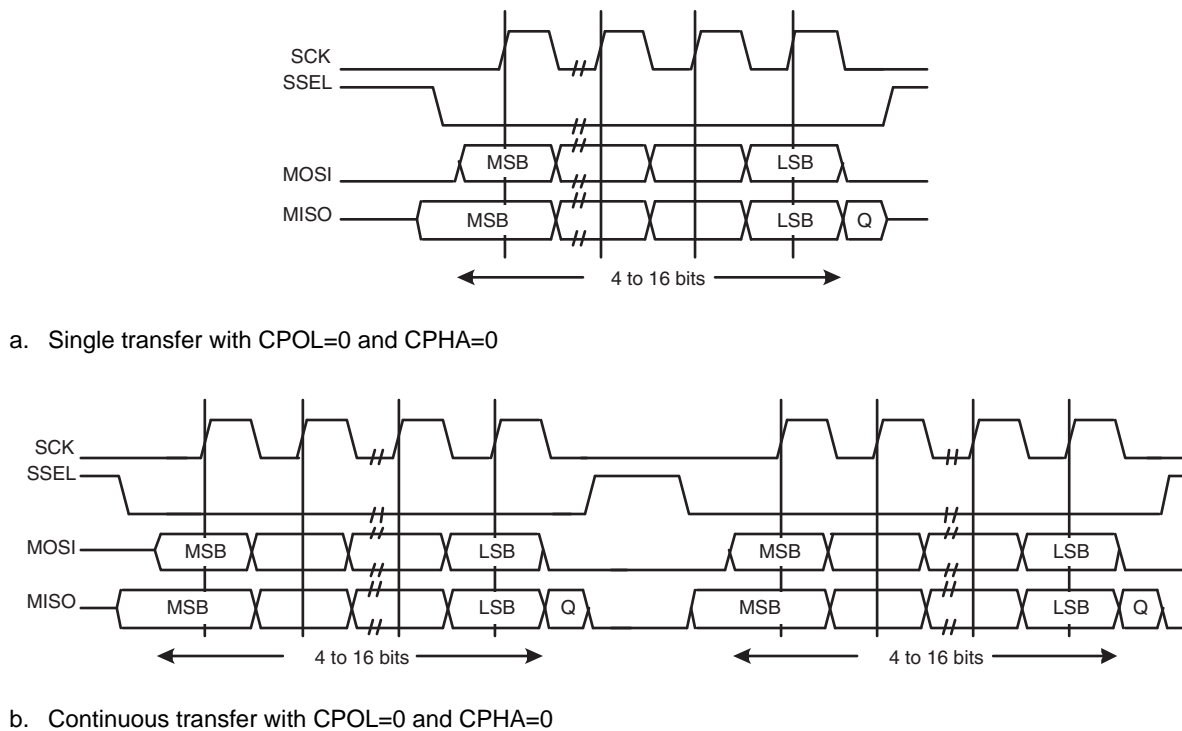 SCK
SSEL
MOSI MSB LSB
MISO MSB LSB Q
4 to 16 bits
a. Single transfer with CPOL=0 and CPHA=0
SCK
SSEL
MOSI MSB LSB MSB LSB
MISO MSB LSB Q MSB LSB Q
4 to 16 bits 4 to 16 bits
b. Continuous transfer with CPOL=0 and CPHA=0